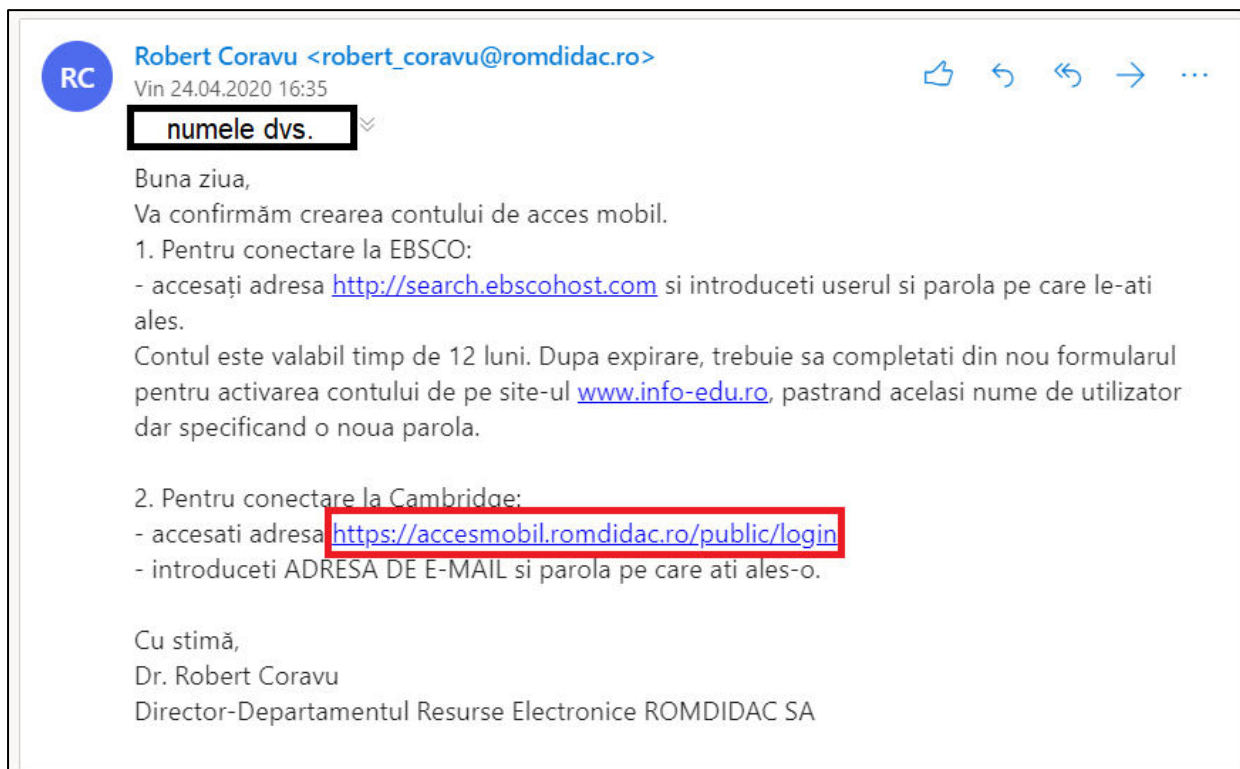 RC
Robert Coravu <robert_coravu@romdidac.ro>
Vin 24.04.2020 16:35
numele dvs.
Buna ziua,
Va confirmăm crearea contului de acces mobil.
1. Pentru conectare la EBSCO:
- accesați adresa http://search.ebscohost.com si introduceti userul si parola pe care le-ati
ales.
Contul este valabil timp de 12 luni. Dupa expirare, trebuie sa completati din nou formularul
pentru activarea contului de pe site-ul www.info-edu.ro, pastrand acelasi nume de utilizator
dar specificand o noua parola.
2. Pentru conectare la Cambridge:
- accesati adresa https://accesmobil.romdidac.ro/public/login
- introduceti ADRESA DE E-MAIL si parola pe care ati ales-o.
Cu stimă,
Dr. Robert Coravu
Director-Departamentul Resurse Electronice ROMDIDAC SA